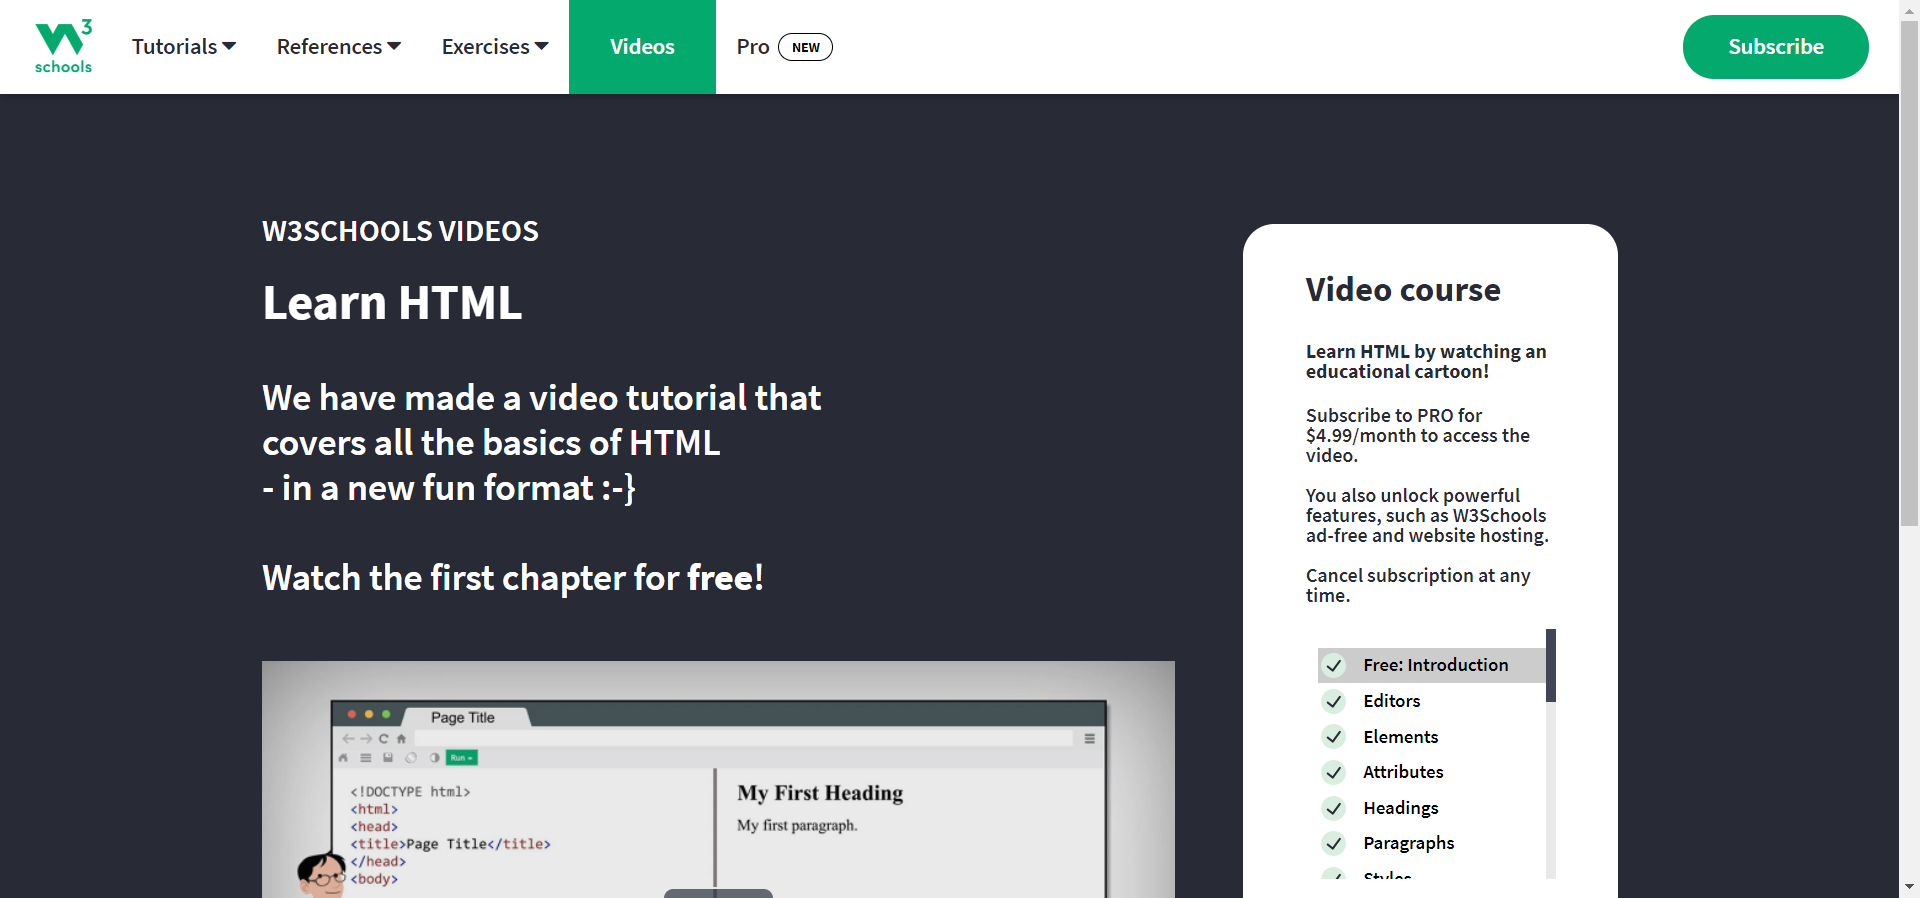 W3 schools
Tutorials References Exercises Videos Pro NEW Subscribe
W3SCHOOLS VIDEOS
Learn HTML
We have made a video tutorial that
covers all the basics of HTML
- in a new fun format :-}
Watch the first chapter for free!
Page Title
Run
<!DOCTYPE html>
<html>
<head>
<title>Page Title</title>
</head>
<body>
My First Heading
My first paragraph.
Video course
Learn HTML by watching an
educational cartoon!
Subscribe to PRO for
$4.99/month to access the
video.
You also unlock powerful
features, such as W3Schools
ad-free and website hosting.
Cancel subscription at any
time.
Free: Introduction
Editors
Elements
Attributes
Headings
Paragraphs
Styles